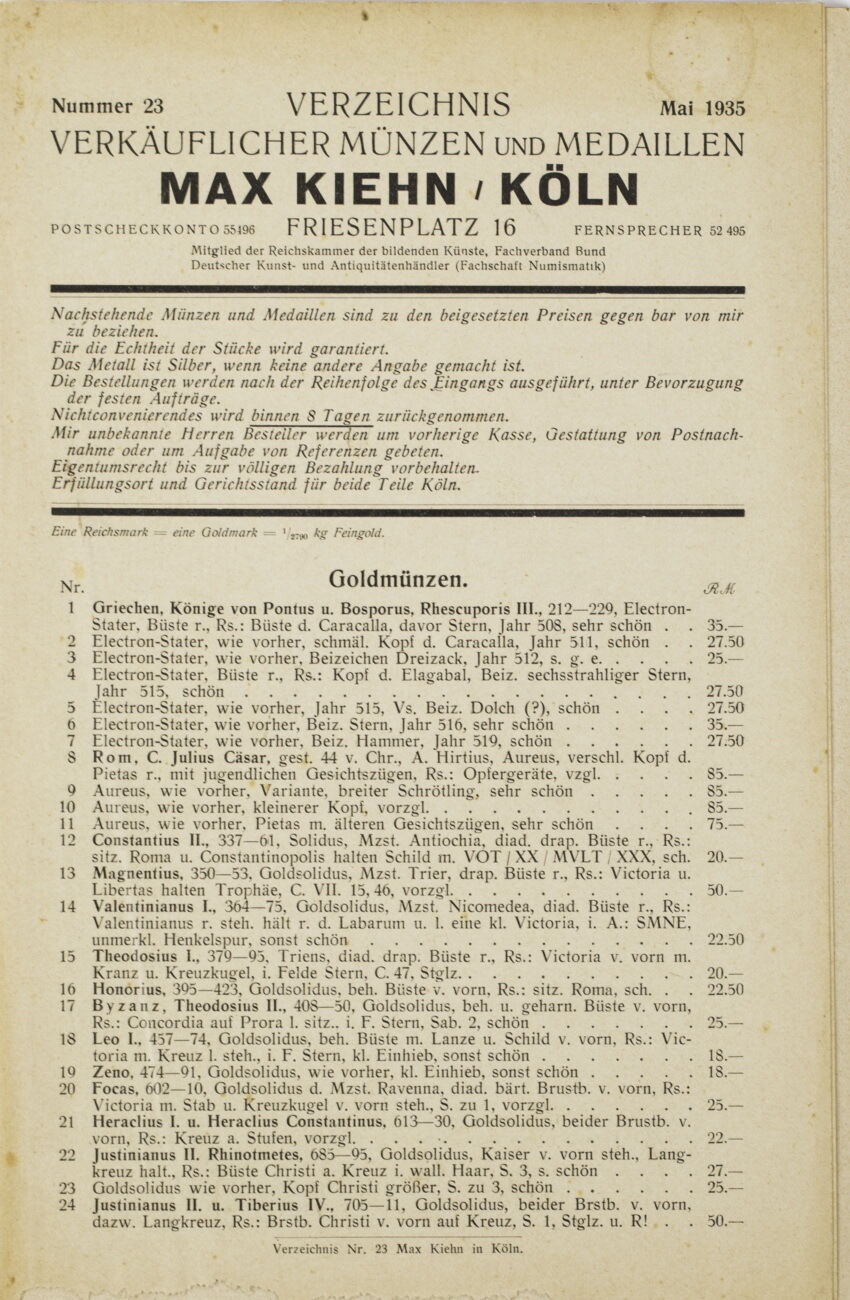 Nummer 23 VERZEICHNIS Mai 1935
VERKÄUFLICHER MÜNZEN UND MEDAILLEN
MAX KIEHN / KÖLN
POSTSCHECKKONTO 55496 FRIESENPLATZ 16 FERNSPRECHER 52 495
Mitglied der Reichskammer der bildenden Künste, Fachverband Bund
Deutscher Kunst- und Antiquitätenhändler (Fachschaft Numismatik)
Nachstehende Münzen und Medaillen sind zu den beigesetzten Preisen gegen bar von mir
zu beziehen.
Für die Echtheit der Stücke wird garantiert.
Das Metall ist Silber, wenn keine andere Angabe gemacht ist.
Die Bestellungen werden nach der Reihenfolge des Eingangs ausgeführt, unter Bevorzugung
der festen Aufträge.
Nichtconvenierendes wird binnen 8 Tagen zurückgenommen.
Mir unbekannte Herren Besteller werden um vorherige Kasse, Gestattung von Postnach-
nahme oder um Aufgabe von Referenzen gebeten.
Eigentumsrecht bis zur völligen Bezahlung vorbehalten.
Erfüllungsort und Gerichtsstand für beide Teile Köln.
Eine Reichsmark = eine Goldmark = 1/2790 kg Feingold.
Nr. Goldmünzen. RM
1 Griechen, Könige von Pontus u. Bosporus, Rhescuporis III., 212—229, Electron-
Stater, Büste r., Rs.: Büste d. Caracalla, davor Stern, Jahr 508, sehr schön . . 35.—
2 Electron-Stater, wie vorher, schmäl. Kopf d. Caracalla, Jahr 511, schön . . 27.50
3 Electron-Stater, wie vorher, Beizeichen Dreizack, Jahr 512, s. g. e. . . . . 25.—
4 Electron-Stater, Büste r., Rs.: Kopf d. Elagabal, Beiz. sechsstrahliger Stern,
Jahr 515, schön . . . . . . . . . . . . . . . . . 27.50
5 Electron-Stater, wie vorher, Jahr 515, Vs. Beiz. Dolch (?), schön . . . . 27.50
6 Electron-Stater, wie vorher, Beiz. Stern, Jahr 516, sehr schön . . . . . . 35.—
7 Electron-Stater, wie vorher, Beiz. Hammer, Jahr 519, schön . . . . . . 27.50
8 Rom, C. Julius Cäsar, gest. 44 v. Chr., A. Hirtius, Aureus, verschl. Kopf d.
Pietas r., mit jugendlichen Gesichtszügen, Rs.: Opfergeräte, vzgl. . . . . 85.—
9 Aureus, wie vorher, Variante, breiter Schrötling, sehr schön . . . . . 85.—
10 Aureus, wie vorher, kleinerer Kopf, vorzgl. . . . . . . . . . . 85.—
11 Aureus, wie vorher, Pietas m. älteren Gesichtszügen, sehr schön . . . . 75.—
12 Constantius II., 337—61, Solidus, Mzst. Antiochia, diad. drap. Büste r., Rs.:
sitz. Roma u. Constantinopolis halten Schild m. VOT / XX / MVLT / XXX, sch. 20.—
13 Magnentius, 350—53, Goldsolidus, Mzst. Trier, drap. Büste r., Rs.: Victoria u.
Libertas halten Trophäe, C. VII. 15, 46, vorzgl. . . . . . . . . . . 50.—
14 Valentinianus I., 364—75, Goldsolidus, Mzst. Nicomedea, diad. Büste r., Rs.:
Valentinianus r. steh. hält r. d. Labarum u. l. eine kl. Victoria, i. A.: SMNE,
unmerkl. Henkelspur, sonst schön . . . . . . . . . . . . . 22.50
15 Theodosius I., 379—95, Triens, diad. drap. Büste r., Rs.: Victoria v. vorn m.
Kranz u. Kreuzkugel, i. Felde Stern, C. 47, Stglz. . . . . . . . . . 20.—
16 Honorius, 395—423, Goldsolidus, beh. Büste v. vorn, Rs.: sitz. Roma, sch. . . 22.50
17 Byzanz, Theodosius II., 408—50, Goldsolidus, beh. u. geharn. Büste v. vorn,
Rs.: Concordia auf Prora l. sitz., i. F. Stern, Sab. 2, schön . . . . . . . 25.—
18 Leo I., 457—74, Goldsolidus, beh. Büste m. Lanze u. Schild v. vorn, Rs.: Vic-
toria m. Kreuz l. steh., i. F. Stern, kl. Einhieb, sonst schön . . . . . . . 18.—
19 Zeno, 474—91, Goldsolidus, wie vorher, kl. Einhieb, sonst schön . . . . . 18.—
20 Focas, 602—10, Goldsolidus d. Mzst. Ravenna, diad. bärt. Brustb. v. vorn, Rs.:
Victoria m. Stab u. Kreuzkugel v. vorn steh., S. zu 1, vorzgl. . . . . . . 25.—
21 Heraclius I. u. Heraclius Constantinus, 613—30, Goldsolidus, beider Brustb. v.
vorn, Rs.: Kreuz a. Stufen, vorzgl. . . . . . . . . . . . . . . 22.—
22 Justinianus II. Rhinotmetes, 685—95, Goldsolidus, Kaiser v. vorn steh., Lang-
kreuz halt., Rs.: Büste Christi a. Kreuz i. wall. Haar, S. 3, s. schön . . . . 27.—
23 Goldsolidus wie vorher, Kopf Christi größer, S. zu 3, schön . . . . . . 25.—
24 Justinianus II. u. Tiberius IV., 705—11, Goldsolidus, beider Brstb. v. vorn,
dazw. Langkreuz, Rs.: Brstb. Christi v. vorn auf Kreuz, S. 1, Stglz. u. R! . . 50.—
Verzeichnis Nr. 23 Max Kiehn in Köln.